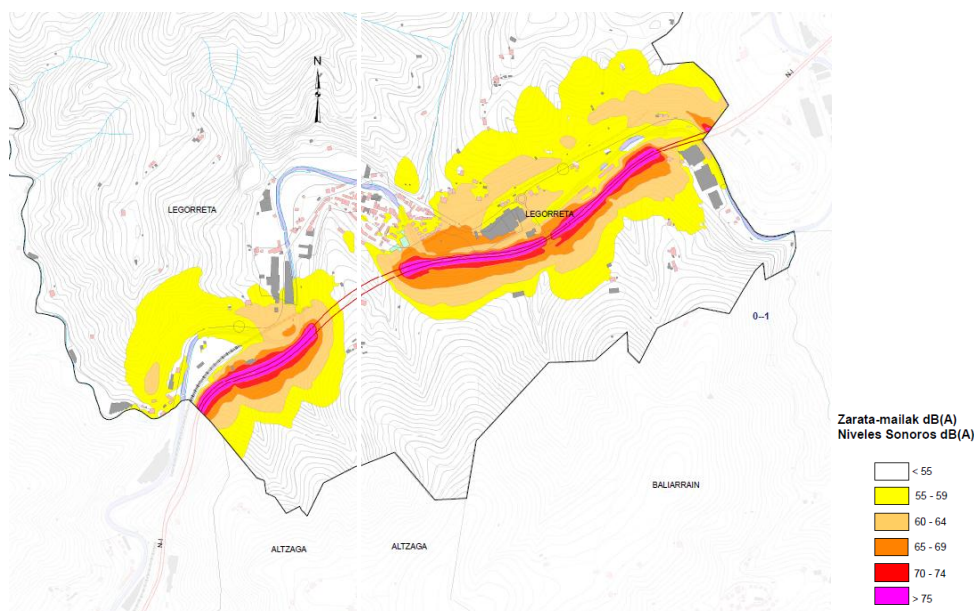 N
N-I
LEGORRETA
LEGORRETA
0--1
Zarata-mailak dB(A)
Niveles Sonoros dB(A)
< 55
55 - 59
60 - 64
65 - 69
70 - 74
> 75
BALIARRAIN
N-I
ALTZAGA
ALTZAGA